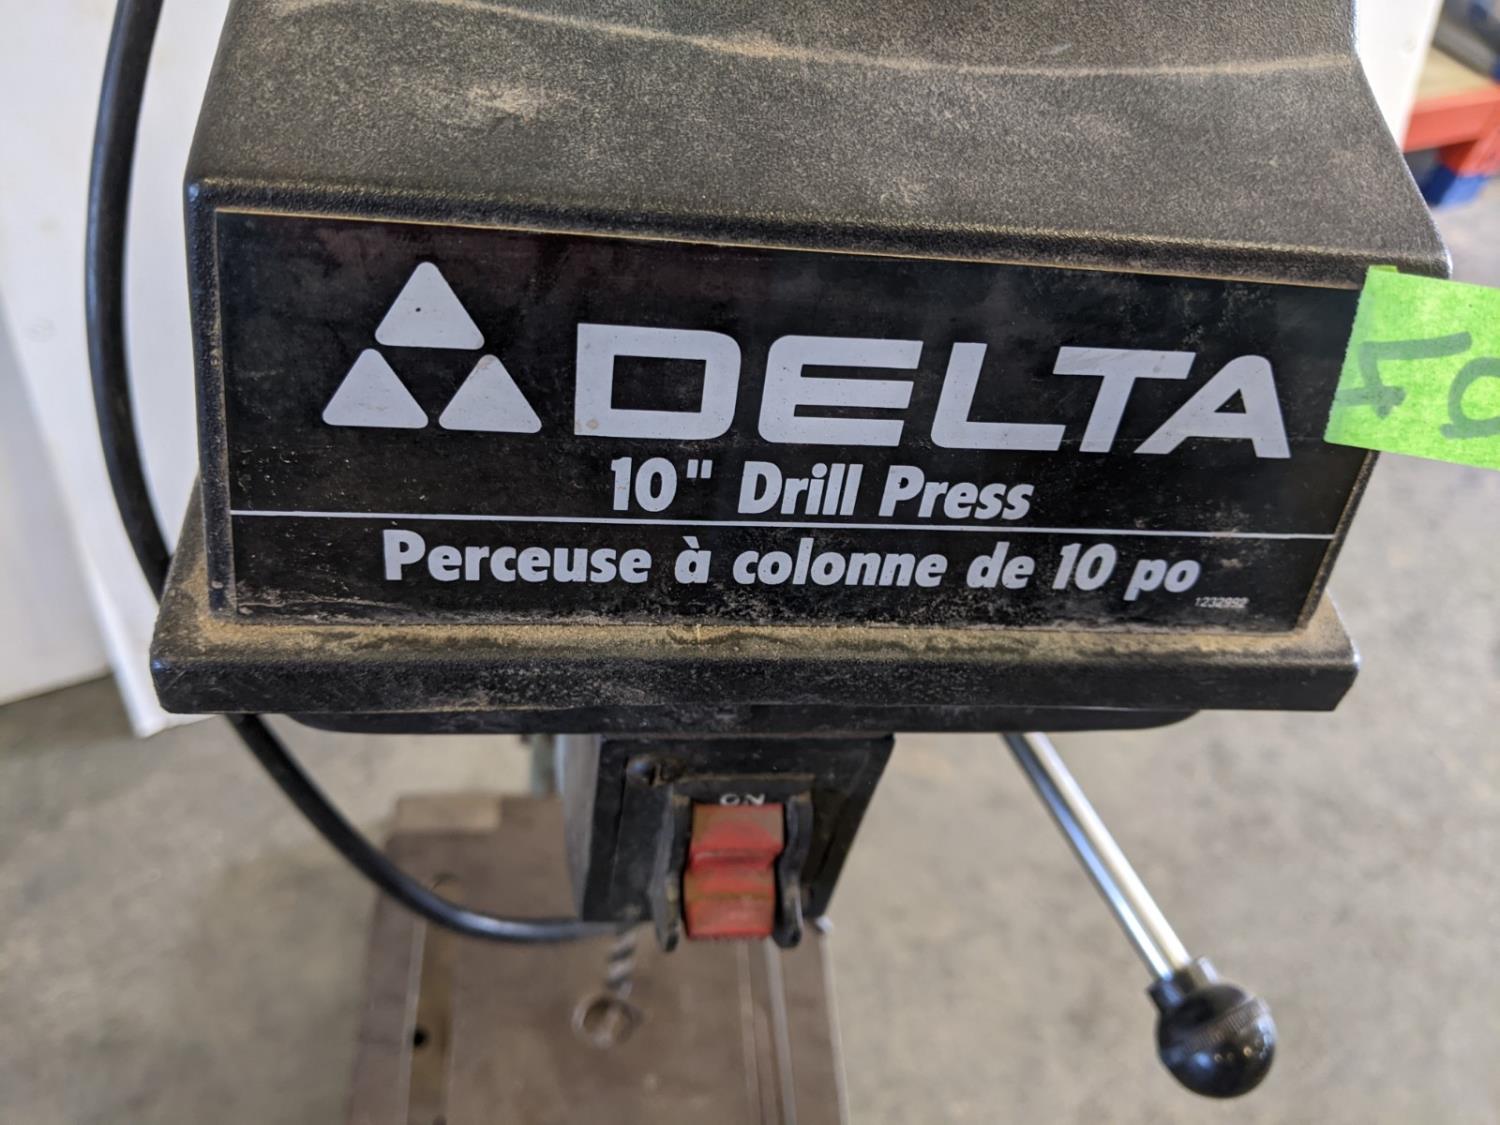 DELTA
10" Drill Press
Perceuse à colonne de 10 po
1232992
ON